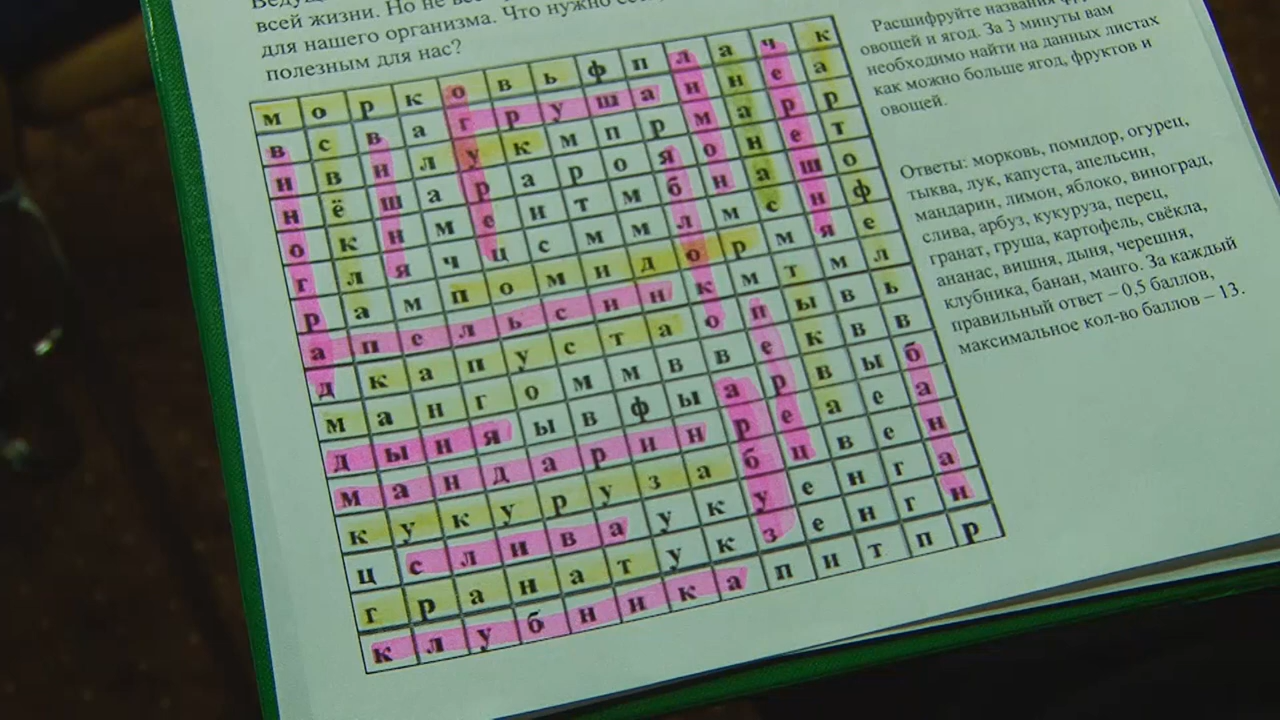 всей жизни. Но не
для нашего организма. Что нужно
полезным для нас?
м о р к о в ь ф п л а ч к
в с в а г р у ш а и н е а
и в и л у к м п р м а р р
н ё ш а р а р о я о н е т
о к н м е и т м б н а ш о
г л я ч ц с м м л м с и ф
р а м п о м и д о р м я е
а п е л ь с и н к м т м л
д к а п у с т а о п ы в ь
м а н г о м м в в е к в в
д ы н я ы в ф ы а р в ы б
м а н д а р и н р е а е а
к у к у р у з а б ц в е н
ц с л и в а у к у е н г а
г р а н а т у к з е н г н
к л у б н и к а п и т п р
Расшифруйте названия
овощей и ягод. За 3 минуты вам
необходимо найти на данных листах
как можно больше ягод, фруктов и
овощей.
Ответы: морковь, помидор, огурец,
тыква, лук, капуста, апельсин,
мандарин, лимон, яблоко, виноград,
слива, арбуз, кукуруза, перец,
гранат, груша, картофель, свёкла,
ананас, вишня, дыня, черешня,
клубника, банан, манго. За каждый
правильный ответ – 0,5 баллов,
максимальное кол-во баллов – 13.